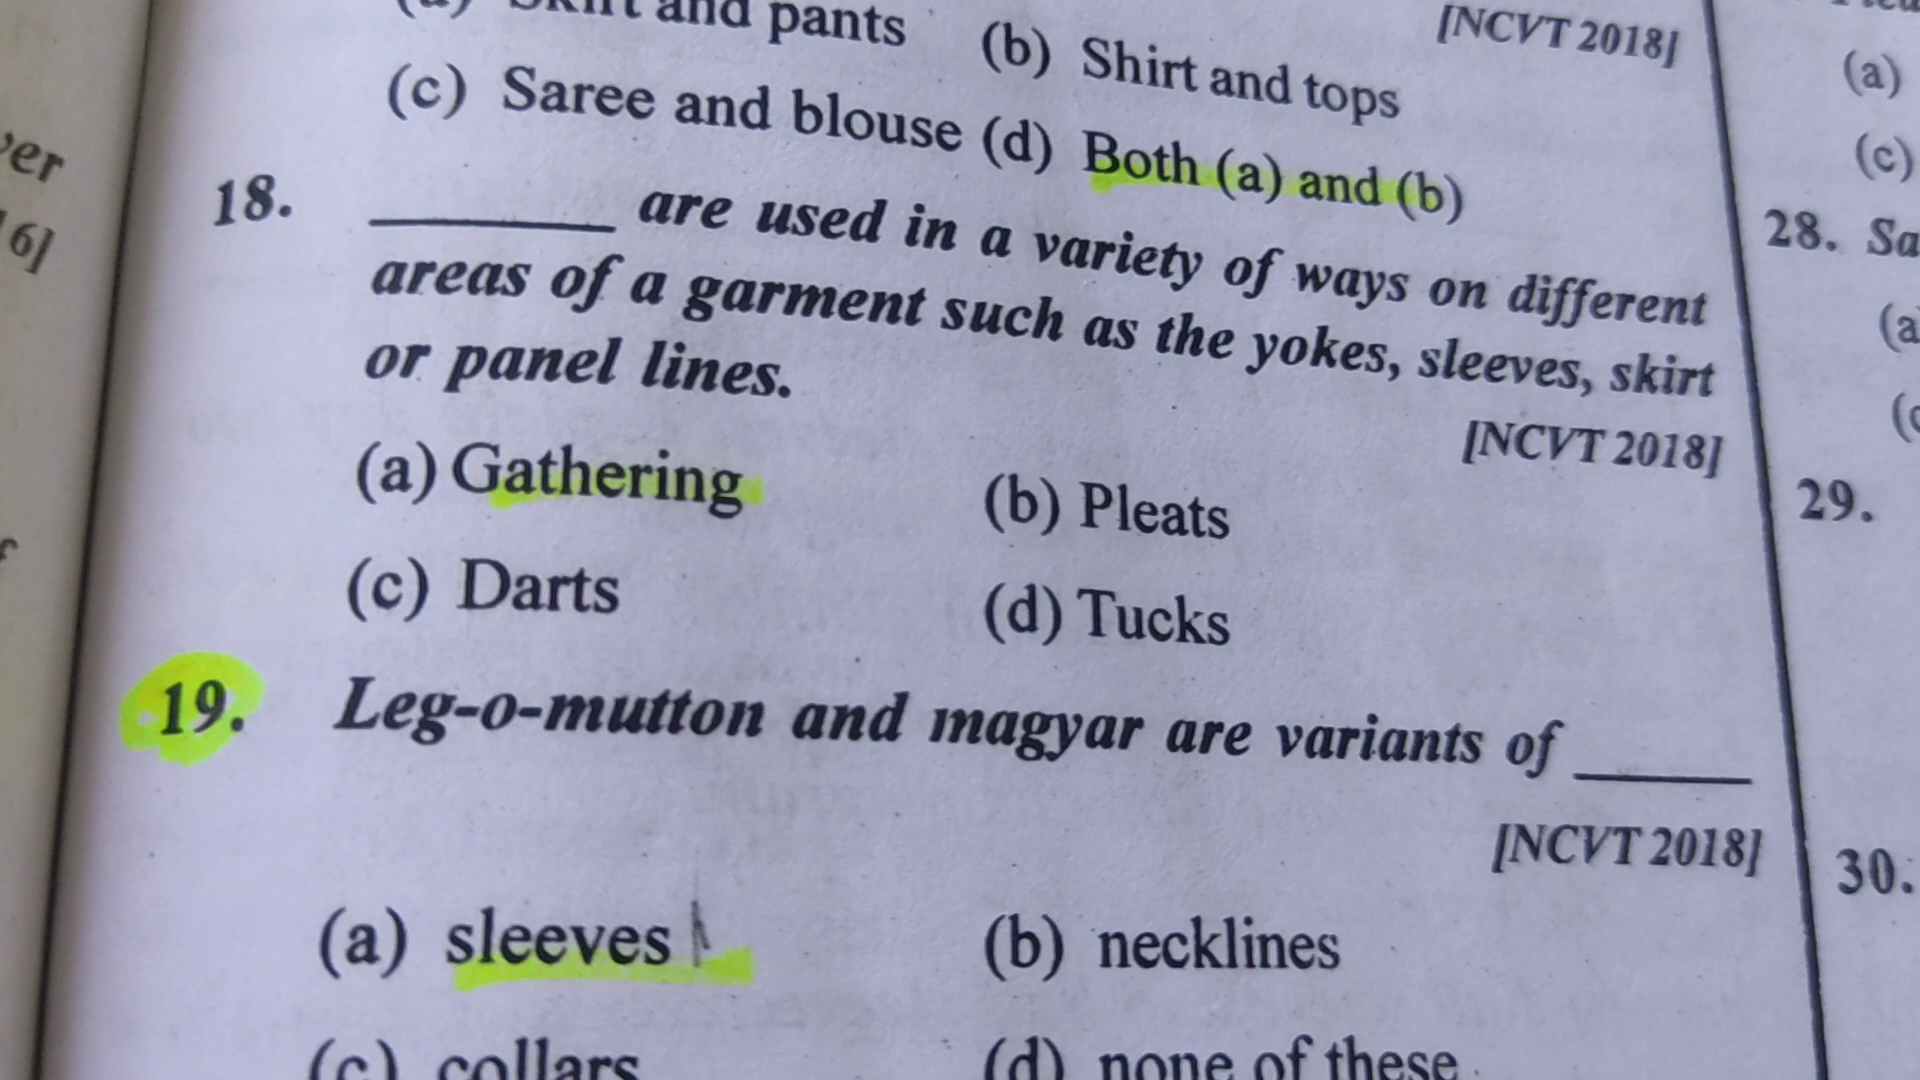 and pants
[NCVT 2018]
(b) Shirt and tops
(c) Saree and blouse (d) Both (a) and (b)
18. ______ are used in a variety of ways on different
areas of a garment such as the yokes, sleeves, skirt
or panel lines.
[NCVT 2018]
(a) Gathering (b) Pleats
(c) Darts (d) Tucks
19. Leg-o-mutton and magyar are variants of ______
[NCVT 2018]
(a) sleeves (b) necklines
(c) collars (d) none of these
er
16]
(a)
(c)
28. Sa
(a
(c
29.
30.